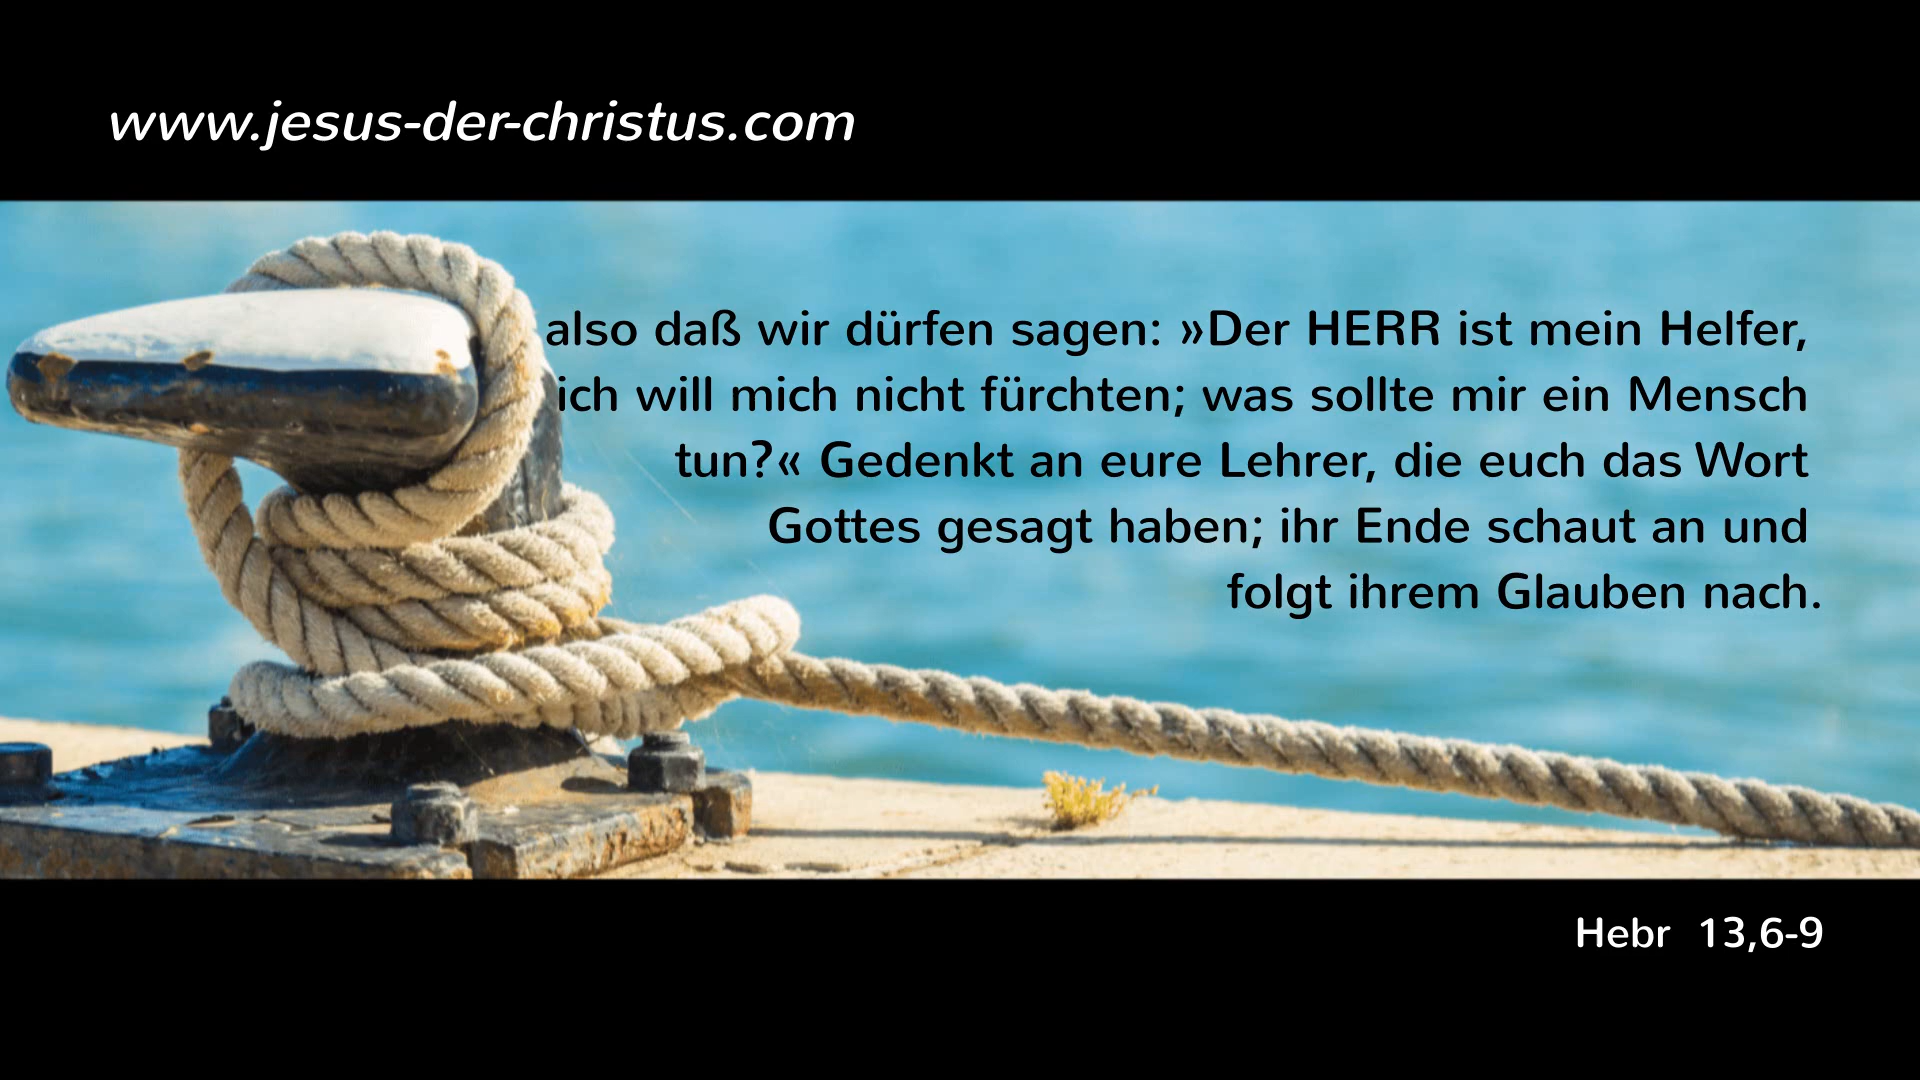 www.jesus-der-christus.com
also daß wir dürfen sagen: »Der HERR ist mein Helfer,
ich will mich nicht fürchten; was sollte mir ein Mensch
tun?« Gedenkt an eure Lehrer, die euch das Wort
Gottes gesagt haben; ihr Ende schaut an und
folgt ihrem Glauben nach.
Hebr 13,6-9